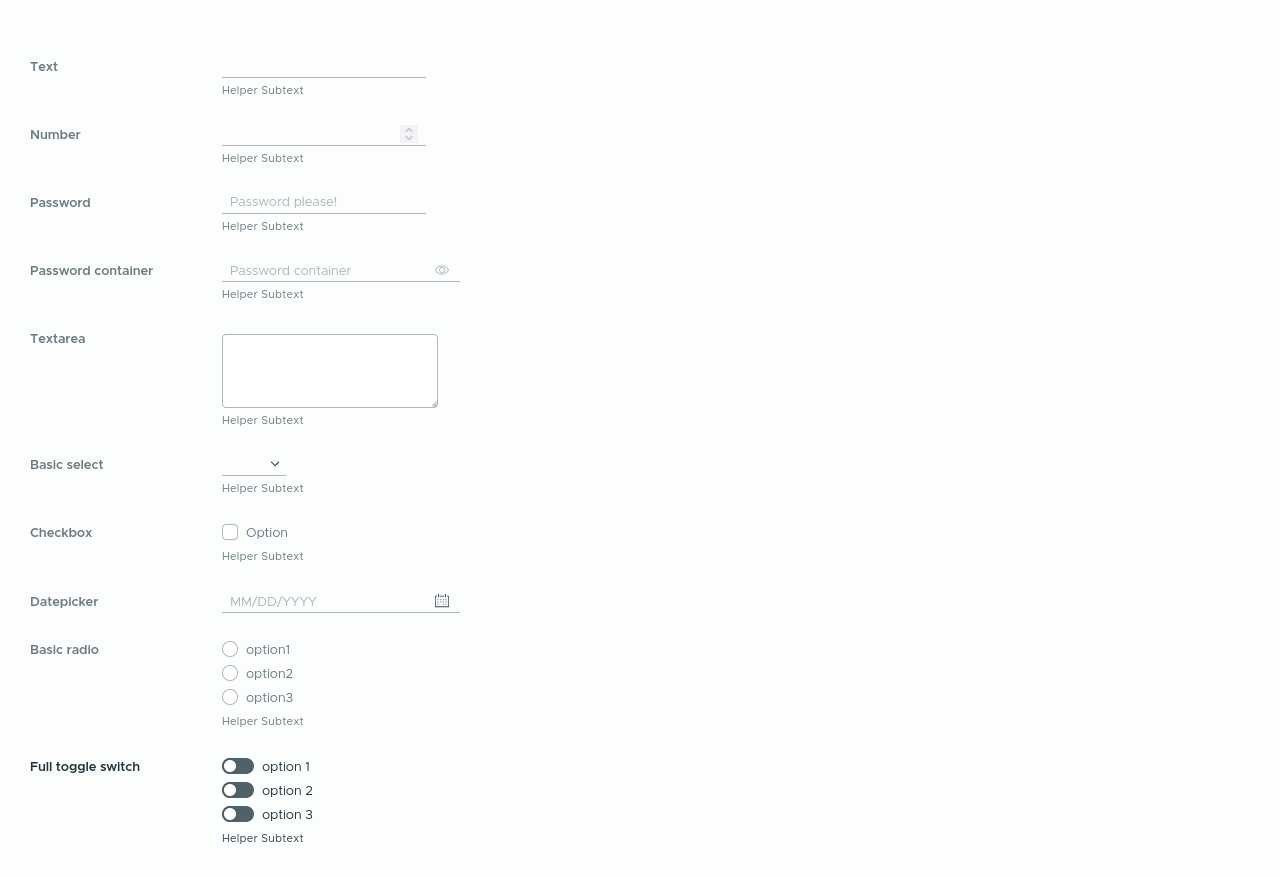 Text
Helper Subtext
Number
Helper Subtext
Password Password please!
Helper Subtext
Password container Password container
Helper Subtext
Textarea
Helper Subtext
Basic select
Helper Subtext
Checkbox Option
Helper Subtext
Datepicker MM/DD/YYYY
Basic radio option1
option2
option3
Helper Subtext
Full toggle switch option 1
option 2
option 3
Helper Subtext